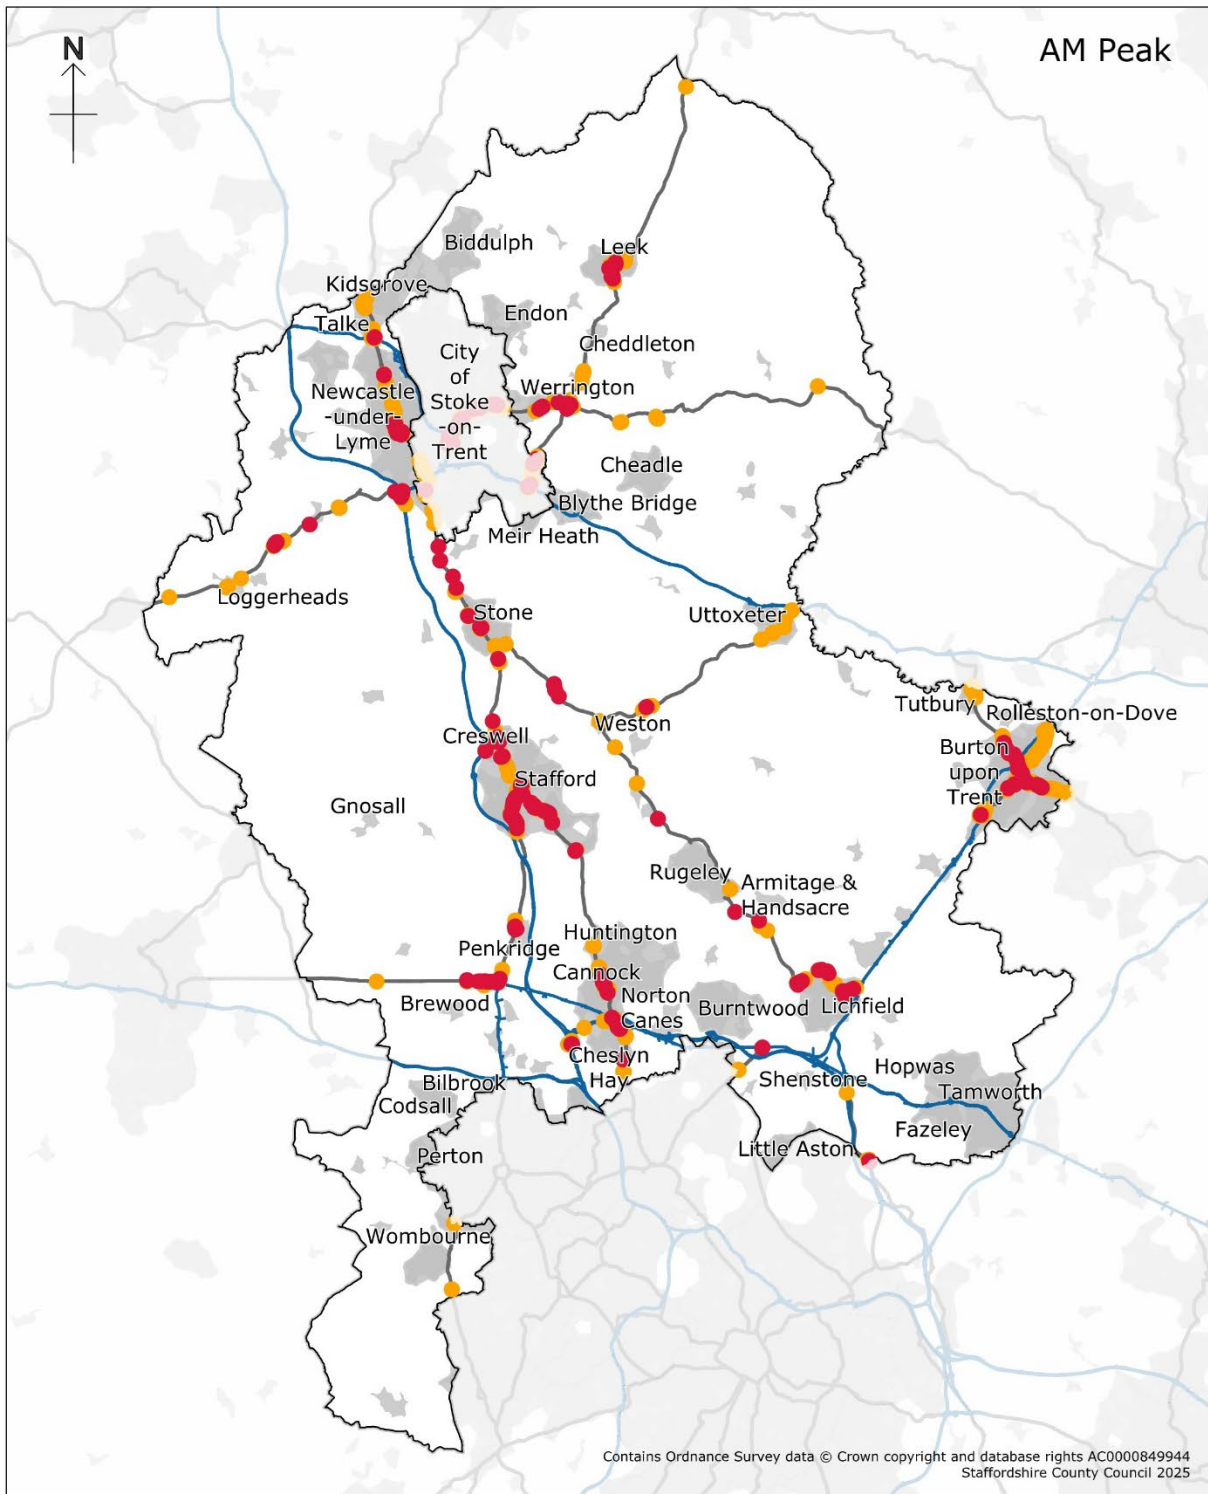 N
AM Peak
Biddulph
Leek
Kidsgrove
Endon
Talke
Cheddleton
City
of
Stoke
-on-
Trent
Werrington
Newcastle
-under-
Lyme
Cheadle
Blythe Bridge
Meir Heath
Loggerheads
Stone
Uttoxeter
Tutbury
Rolleston-on-Dove
Weston
Creswell
Burton
upon
Trent
Stafford
Gnosall
Rugeley
Armitage &
Handsacre
Huntington
Penkridge
Cannock
Brewood
Norton
Canes
Burntwood
Lichfield
Cheslyn
Hay
Bilbrook
Codsall
Shenstone
Hopwas
Tamworth
Fazeley
Little Aston
Perton
Wombourne
Contains Ordnance Survey data © Crown copyright and database rights AC0000849944
Staffordshire County Council 2025